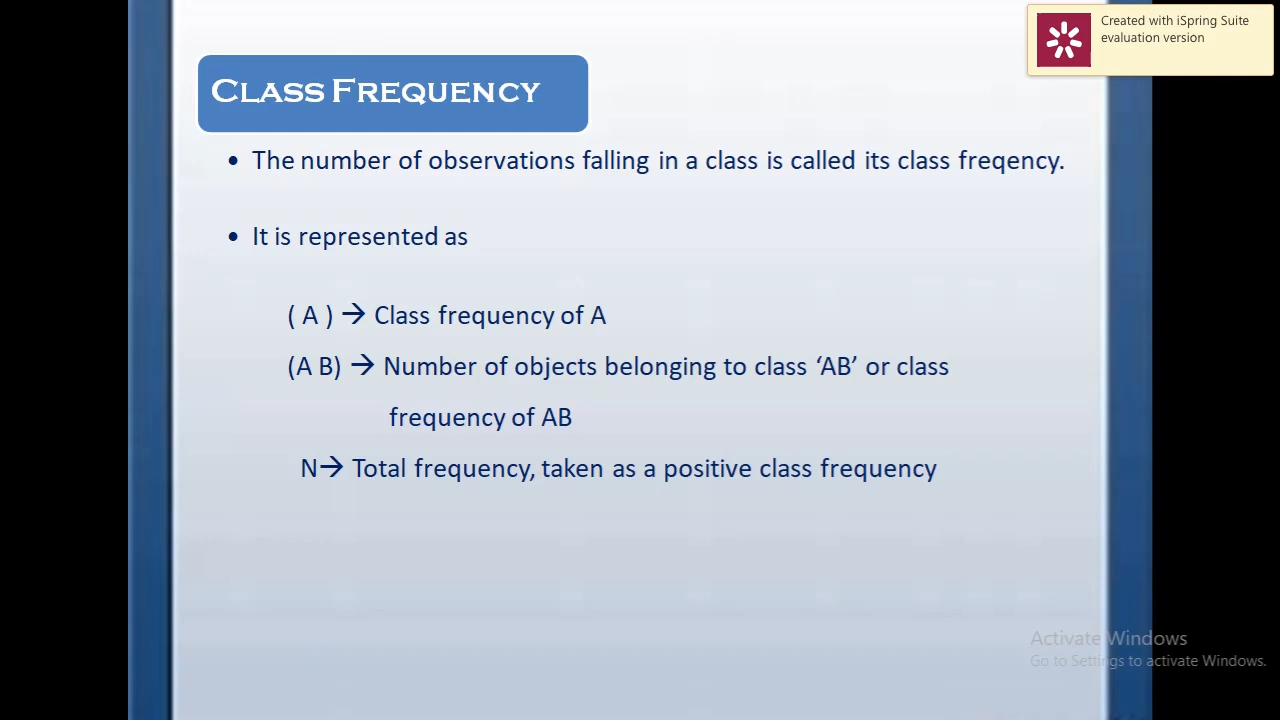 Created with iSpring Suite
evaluation version
CLASS FREQUENCY
• The number of observations falling in a class is called its class freqency.
• It is represented as
( A ) → Class frequency of A
(A B) → Number of objects belonging to class ‘AB’ or class
frequency of AB
N→ Total frequency, taken as a positive class frequency
Activate Windows
Go to Settings to activate Windows.